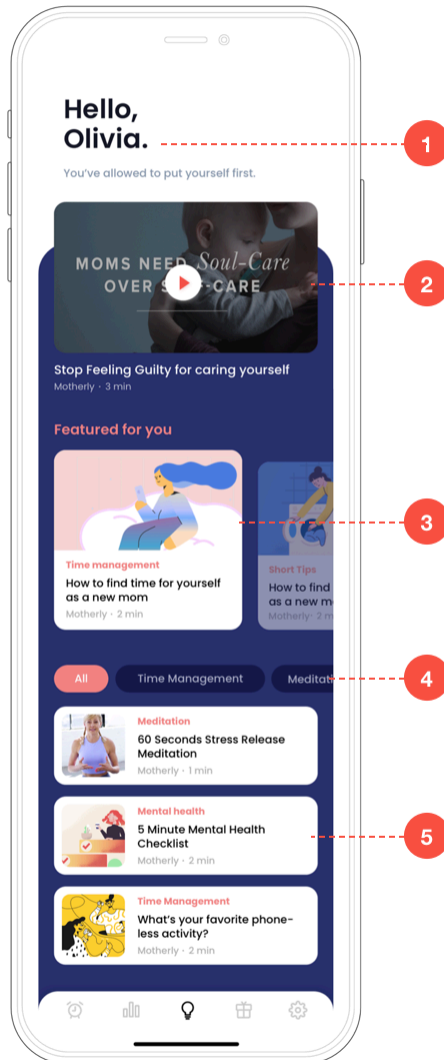 Hello,
Olivia.
1
You've allowed to put yourself first.
MOMS NEED Soul-Care
OVER S -CARE
2
Stop Feeling Guilty for caring yourself
Motherly · 3 min
Featured for you
3
Time management
How to find time for yourself
as a new mom
Motherly · 2 min
Short Tips
How to find
as a new
Motherly · 2
All
Time Management
4
Meditation
60 Seconds Stress Release
Meditation
Motherly · 1 min
Mental health
5 Minute Mental Health
Checklist
Motherly · 2 min
5
Time Management
What's your favorite phone-
less activity?
Motherly · 2 min